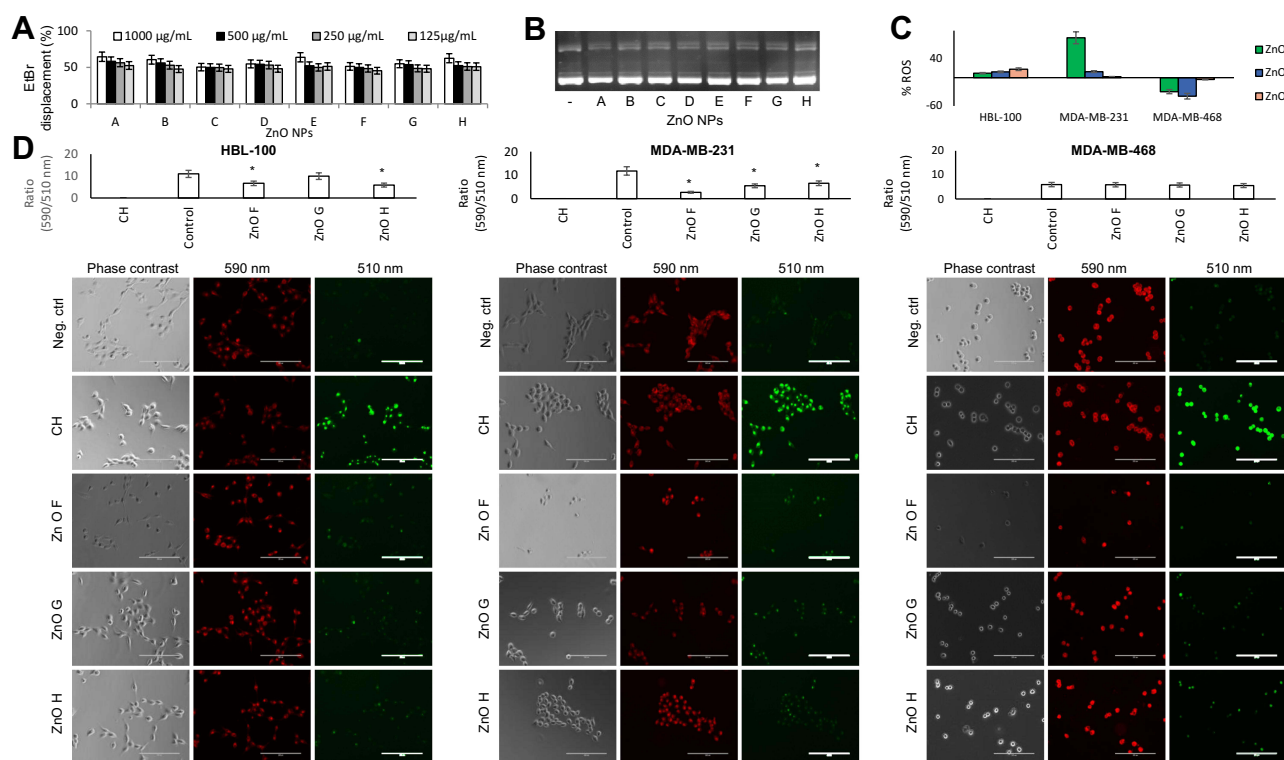 A
EtBr
displacement (%)
100
50
0
1000 µg/mL
500 µg/mL
250 µg/mL
125µg/mL
A B C D E F G H
ZnO NPs
B
- A B C D E F G H
ZnO NPs
C
% ROS
40
-60
HBL-100 MDA-MB-231 MDA-MB-468
ZnO
ZnO
ZnO
D
HBL-100
Ratio
(590/510 nm)
20
10
0
* *
CH Control ZnO F ZnO G ZnO H
MDA-MB-231
Ratio
(590/510 nm)
20
10
0
* * *
CH Control ZnO F ZnO G ZnO H
MDA-MB-468
Ratio
(590/510 nm)
20
10
0
CH Control ZnO F ZnO G ZnO H
Phase contrast 590 nm 510 nm
Neg. ctrl
CH
Zn O F
ZnO G
ZnO H
Phase contrast 590 nm 510 nm
Neg. ctrl
CH
Zn O F
ZnO G
ZnO H
Phase contrast 590 nm 510 nm
Neg. ctrl
CH
Zn O F
ZnO G
ZnO H